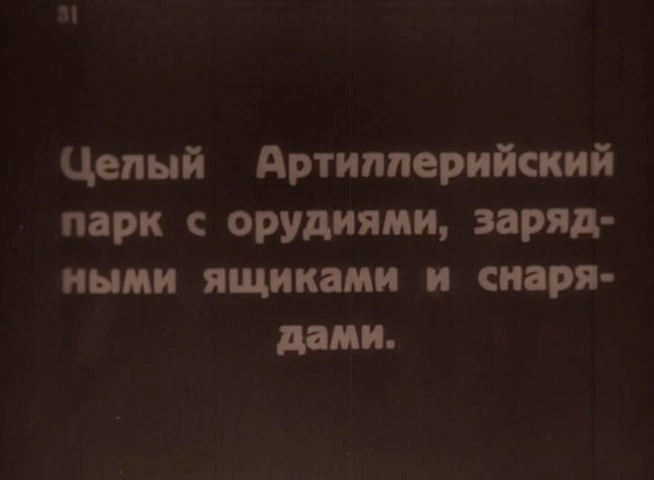 31
Целый Артиллерийский
парк с орудиями, заряд-
ными ящиками и снаря-
дами.